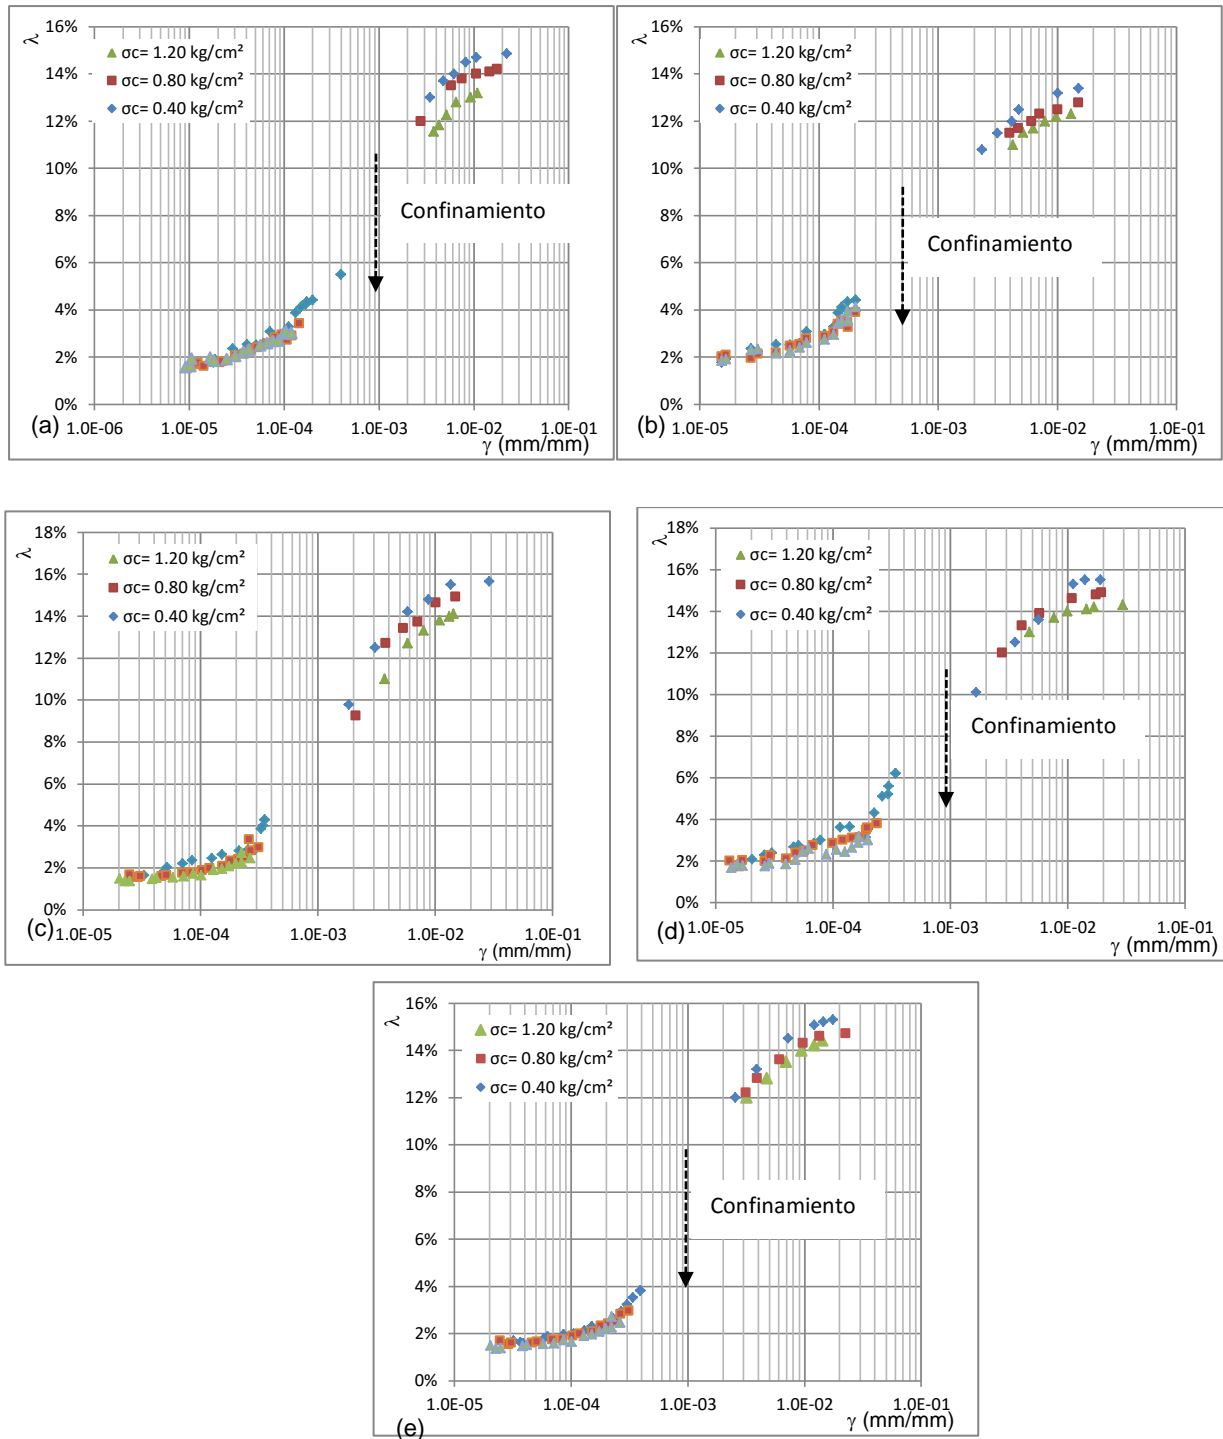 16%
λ
14%
12%
10%
8%
6%
4%
2%
0%
σc= 1.20 kg/cm²
σc= 0.80 kg/cm²
σc= 0.40 kg/cm²
Confinamiento
(a)
1.0E-06 1.0E-05 1.0E-04 1.0E-03 1.0E-02 1.0E-01
γ (mm/mm)
16%
λ
14%
12%
10%
8%
6%
4%
2%
0%
σc= 1.20 kg/cm²
σc= 0.80 kg/cm²
σc= 0.40 kg/cm²
Confinamiento
(b)
1.0E-05 1.0E-04 1.0E-03 1.0E-02 1.0E-01
γ (mm/mm)
18%
λ
16%
14%
12%
10%
8%
6%
4%
2%
0%
σc= 1.20 kg/cm²
σc= 0.80 kg/cm²
σc= 0.40 kg/cm²
(c)
1.0E-05 1.0E-04 1.0E-03 1.0E-02 1.0E-01
γ (mm/mm)
18%
λ
16%
14%
12%
10%
8%
6%
4%
2%
0%
σc= 1.20 kg/cm²
σc= 0.80 kg/cm²
σc= 0.40 kg/cm²
Confinamiento
(d)
1.0E-05 1.0E-04 1.0E-03 1.0E-02 1.0E-01
γ (mm/mm)
16%
λ
14%
12%
10%
8%
6%
4%
2%
0%
σc= 1.20 kg/cm²
σc= 0.80 kg/cm²
σc= 0.40 kg/cm²
Confinamiento
1.0E-05 1.0E-04 1.0E-03 1.0E-02 1.0E-01
(e)
γ (mm/mm)